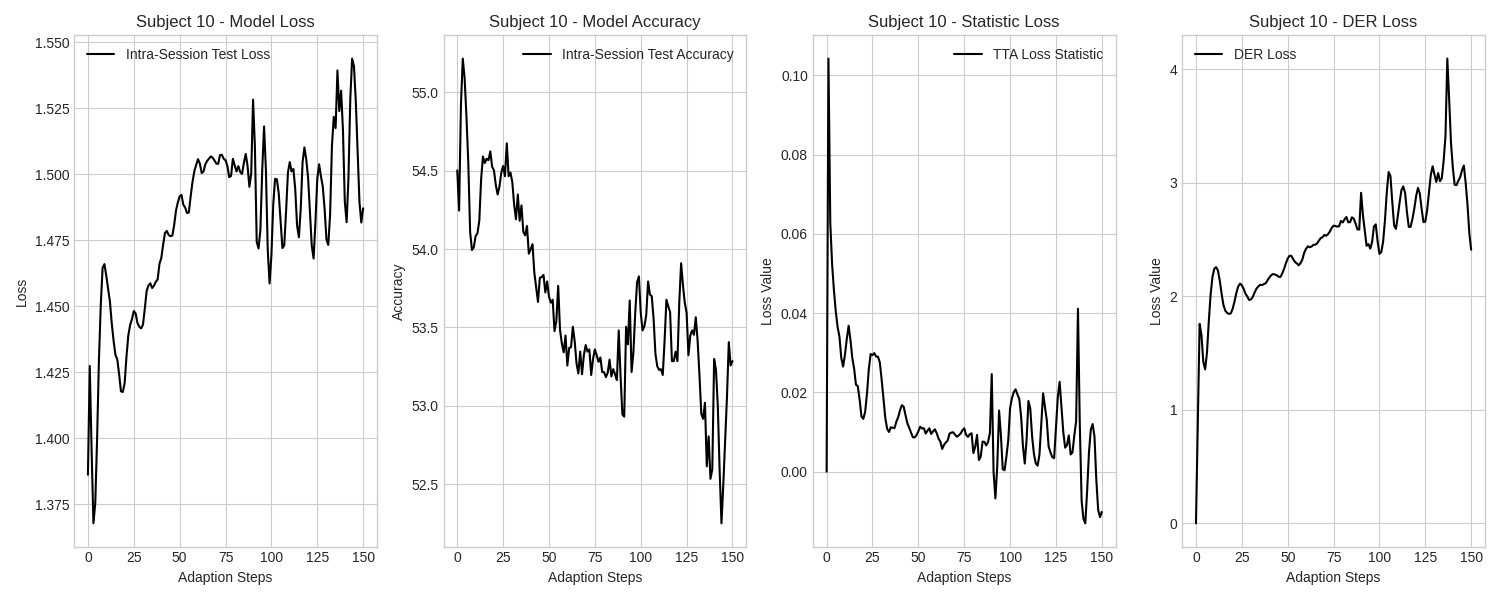 Subject 10 - Model Loss
Intra-Session Test Loss
1.550
1.525
1.500
1.475
1.450
1.425
1.400
1.375
Loss
0 25 50 75 100 125 150
Adaption Steps
Subject 10 - Model Accuracy
Intra-Session Test Accuracy
55.0
54.5
54.0
53.5
53.0
52.5
Accuracy
0 25 50 75 100 125 150
Adaption Steps
Subject 10 - Statistic Loss
TTA Loss Statistic
0.10
0.08
0.06
0.04
0.02
0.00
Loss Value
0 25 50 75 100 125 150
Adaption Steps
Subject 10 - DER Loss
DER Loss
4
3
2
1
0
Loss Value
0 25 50 75 100 125 150
Adaption Steps